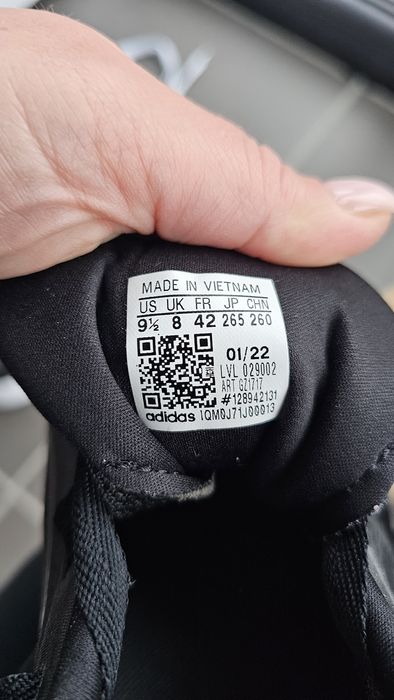 MADE IN VIETNAM
US UK FR JP CHN
9½ 8 42 265 260
01/22
LVL 029002
ART GZ1717
#128942131
adidas 1QM0J71J00013